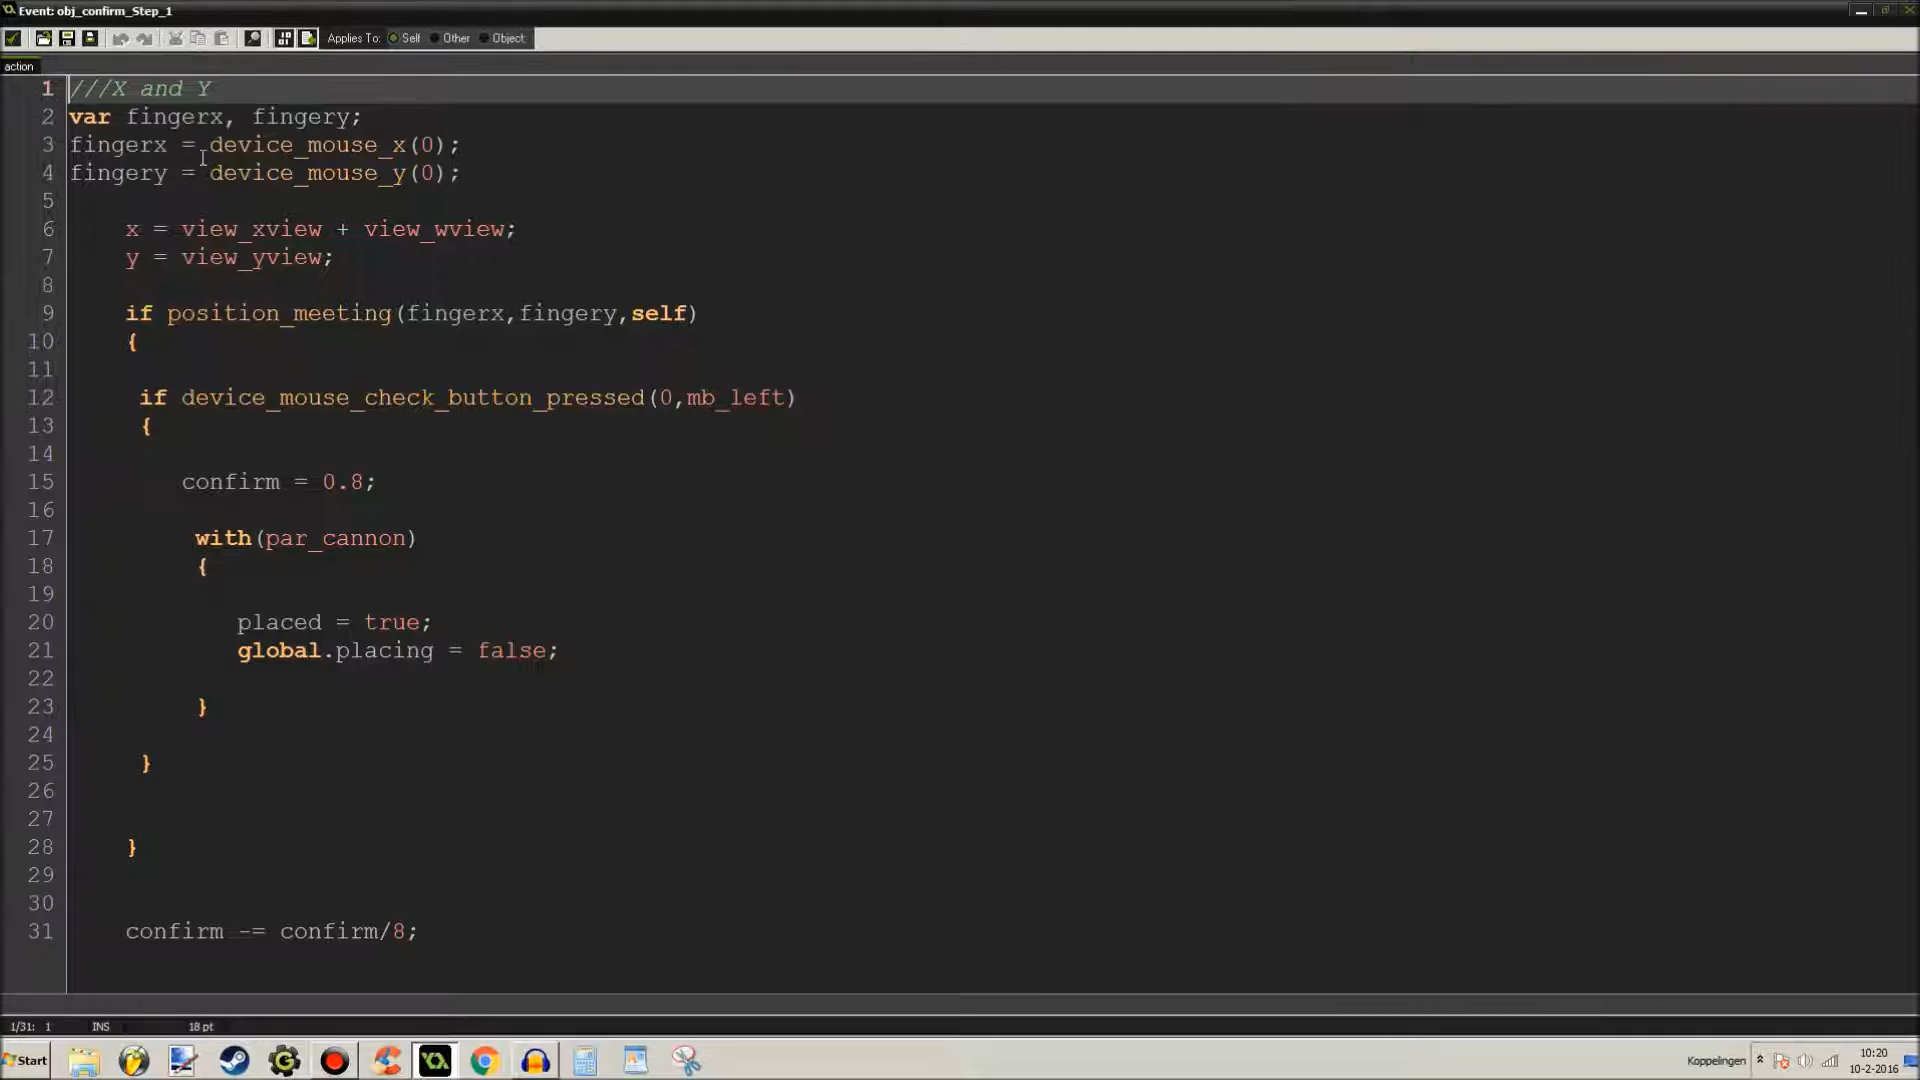 Event: obj_confirm_Step_1
Applies To: Self Other Object
action
1 ///X and Y
2 var fingerx, fingery;
3 fingerx = device_mouse_x(0);
4 fingery = device_mouse_y(0);
5
6 x = view_xview + view_wview;
7 y = view_yview;
8
9 if position_meeting(fingerx,fingery,self)
10 {
11
12 if device_mouse_check_button_pressed(0,mb_left)
13 {
14
15 confirm = 0.8;
16
17 with(par_cannon)
18 {
19
20 placed = true;
21 global.placing = false;
22
23 }
24
25 }
26
27
28 }
29
30
31 confirm -= confirm/8;
1/31: 1 INS 18 pt
Start Koppelingen 10:20
10-2-2016